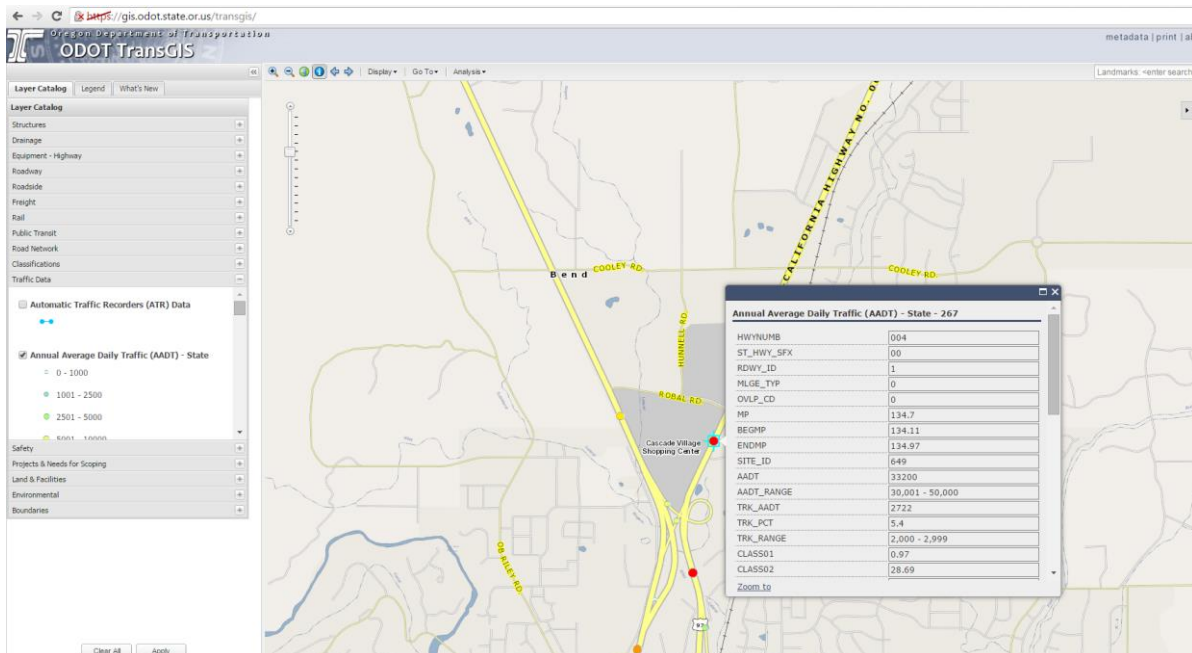 https://gis.odot.state.or.us/transgis/
Oregon Department of Transportation
ODOT TransGIS
metadata | print | a
Display
Go To
Analysis
Landmarks: <enter search
Layer Catalog
Legend
What's New
Layer Catalog
Structures
Drainage
Equipment - Highway
Roadway
Roadside
Freight
Rail
Public Transit
Road Network
Classifications
Traffic Data
Automatic Traffic Recorders (ATR) Data
Annual Average Daily Traffic (AADT) - State
0 - 1000
1001 - 2500
2501 - 5000
5001 - 10000
Safety
Projects & Needs for Scoping
Land & Facilities
Environmental
Boundaries
Clear All
Apply
CALIFORNIA HIGHWAY NO. 0
Bend
COOLEY RD.
COOLEY RD.
HUNNELL RD.
ROBAL RD.
Cascade Village
Shopping Center
OB RILEY RD.
97
Annual Average Daily Traffic (AADT) - State - 267
HWYNUMB 004
ST_HWY_SFX 00
RDWY_ID 1
MLGE_TYP 0
OVLP_CD 0
MP 134.7
BEGMP 134.11
ENDMP 134.97
SITE_ID 649
AADT 33200
AADT_RANGE 30,001 - 50,000
TRK_AADT 2722
TRK_PCT 5.4
TRK_RANGE 2,000 - 2,999
CLASS01 0.97
CLASS02 28.69
Zoom to